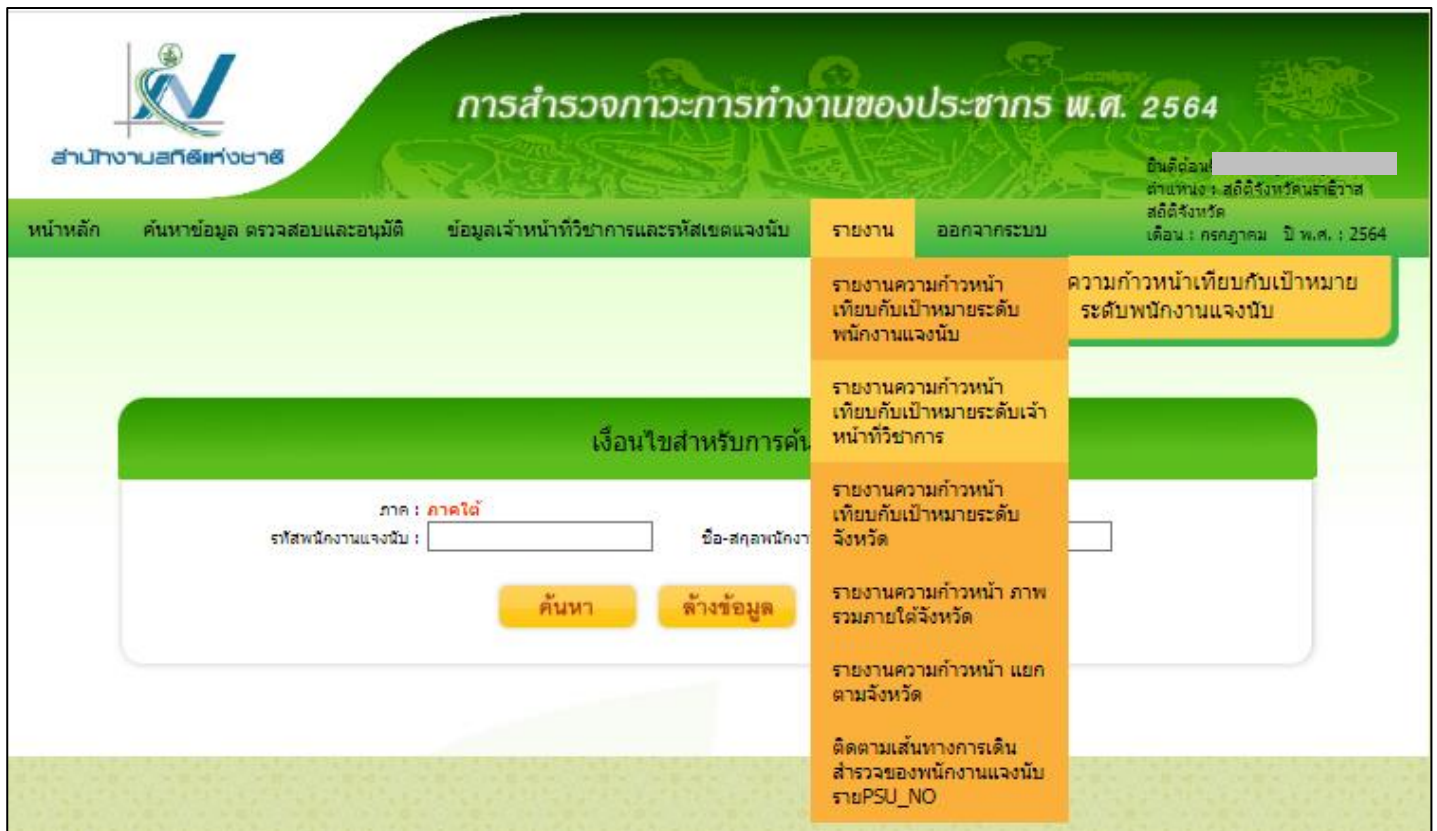 การสำรวจภาวะการทำงานของประชากร พ.ศ. 2564
สำนักงานสถิติแห่งชาติ
ยินดีต้อน
ตำแหน่ง : สถิติจังหวัดนราธิวาส
สถิติจังหวัด
เดือน : กรกฎาคม ปี พ.ศ. : 2564
หน้าหลัก ค้นหาข้อมูล ตรวจสอบและอนุมัติ ข้อมูลเจ้าหน้าที่วิชาการและรหัสเขตแจงนับ รายงาน ออกจากระบบ
รายงานความก้าวหน้า
เทียบกับเป้าหมายระดับ
พนักงานแจงนับ
ความก้าวหน้าเทียบกับเป้าหมาย
ระดับพนักงานแจงนับ
รายงานความก้าวหน้า
เทียบกับเป้าหมายระดับเจ้า
หน้าที่วิชาการ
เงื่อนไขสำหรับการค้น
รายงานความก้าวหน้า
เทียบกับเป้าหมายระดับ
จังหวัด
ภาค : ภาคใต้
รหัสพนักงานแจงนับ : ชื่อ-สกุลพนักงา
ค้นหา ล้างข้อมูล
รายงานความก้าวหน้า ภาพ
รวมภายใต้จังหวัด
รายงานความก้าวหน้า แยก
ตามจังหวัด
ติดตามเส้นทางการเดิน
สำรวจของพนักงานแจงนับ
รายPSU_NO